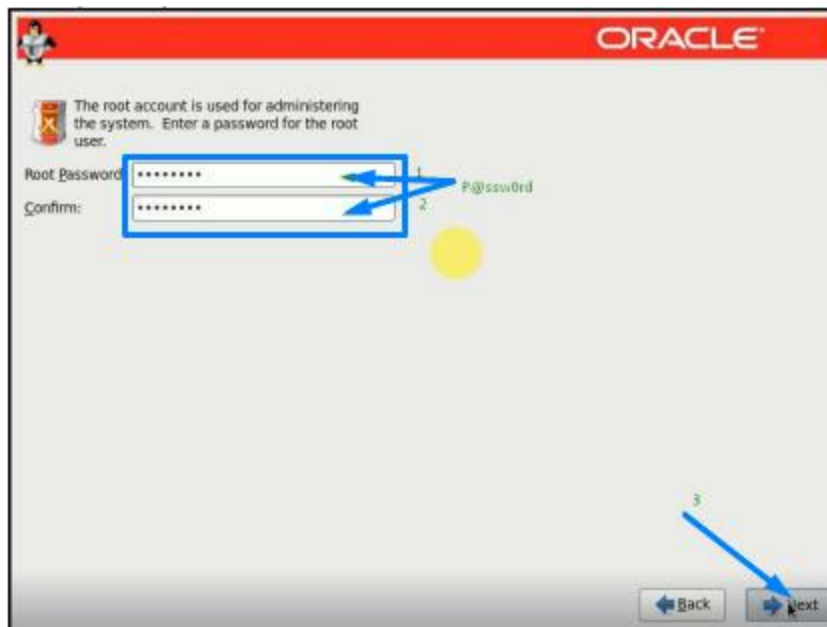 ORACLE
The root account is used for administering
the system. Enter a password for the root
user.
Root Password
••••••••
1
P@ssw0rd
Confirm:
••••••••
2
3
Back
Next